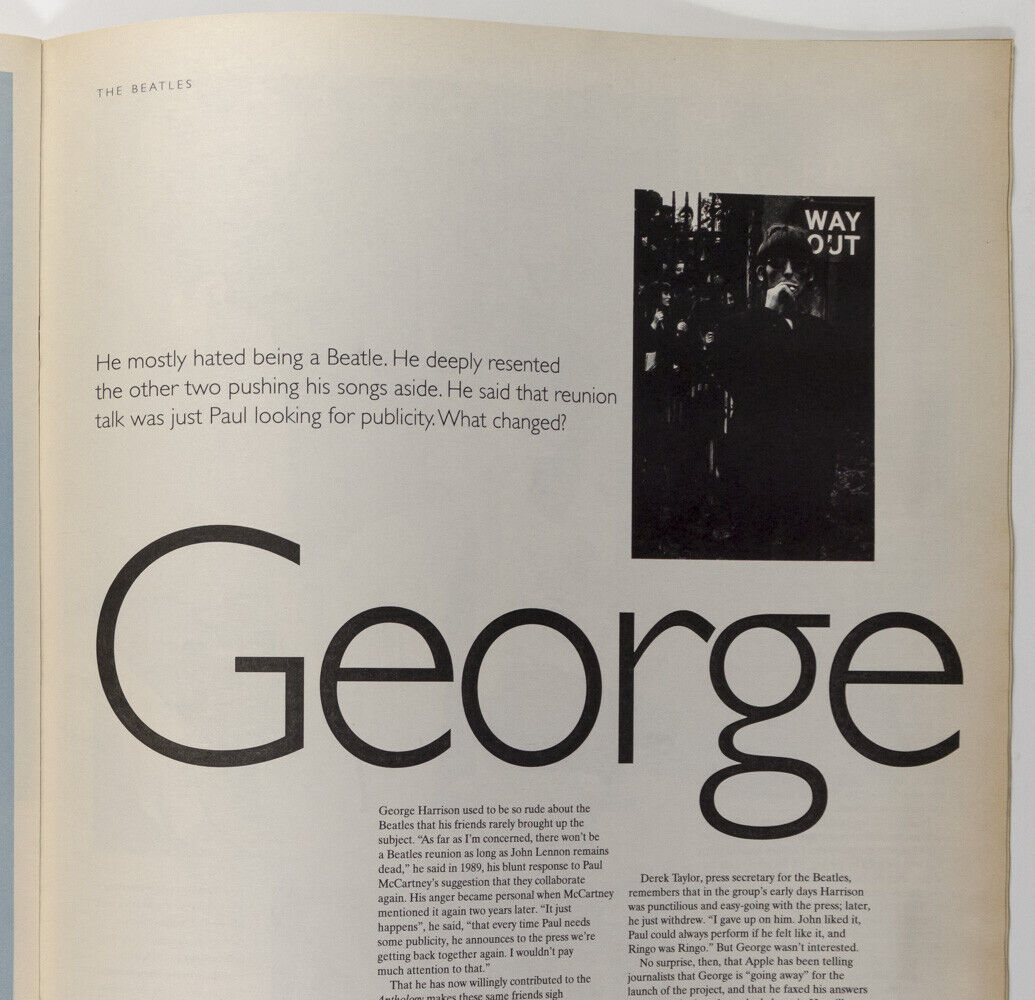 THE BEATLES
WAY
OUT
He mostly hated being a Beatle. He deeply resented
the other two pushing his songs aside. He said that reunion
talk was just Paul looking for publicity. What changed?
George
George Harrison used to be so rude about the
Beatles that his friends rarely brought up the
subject. “As far as I’m concerned, there won’t be
a Beatles reunion as long as John Lennon remains
dead,” he said in 1989, his blunt response to Paul
McCartney’s suggestion that they collaborate
again. His anger became personal when McCartney
mentioned it again two years later. “It just
happens”, he said, “that every time Paul needs
some publicity, he announces to the press we’re
getting back together again. I wouldn’t pay
much attention to that.”
That he has now willingly contributed to the
Anthology makes these same friends sigh
Derek Taylor, press secretary for the Beatles,
remembers that in the group’s early days Harrison
was punctilious and easy-going with the press; later,
he just withdrew. “I gave up on him. John liked it,
Paul could always perform if he felt like it, and
Ringo was Ringo.” But George wasn’t interested.
No surprise, then, that Apple has been telling
journalists that George is “going away” for the
launch of the project, and that he faxed his answers